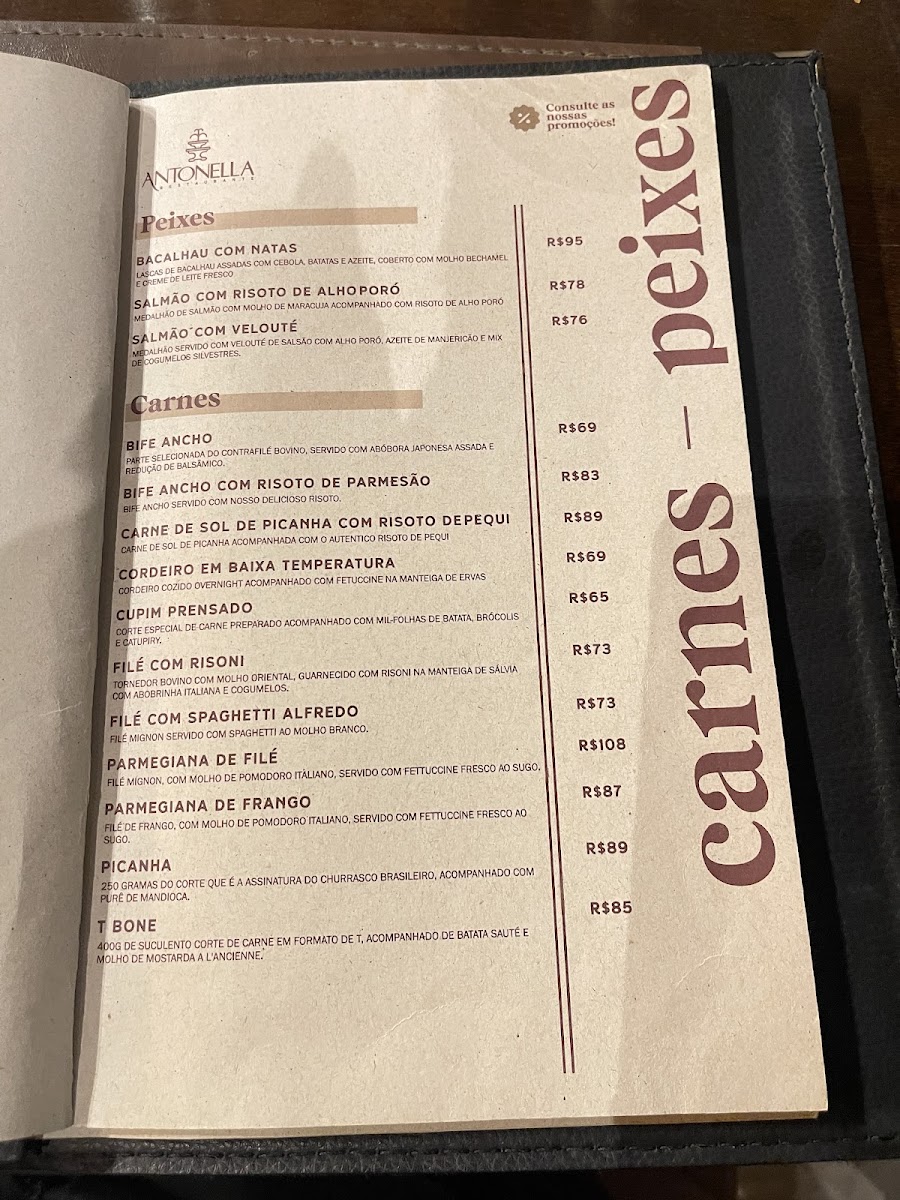 Consulte as
nossas
promoções!
ANTONELLA
RESTAURANTE
Peixes
BACALHAU COM NATAS R$95
LASCAS DE BACALHAU ASSADAS COM CEBOLA, BATATAS E AZEITE, COBERTO COM MOLHO BECHAMEL
E CREME DE LEITE FRESCO
SALMÃO COM RISOTO DE ALHOPORÓ R$78
MEDALHÃO DE SALMÃO COM MOLHO DE MARACUJA ACOMPANHADO COM RISOTO DE ALHO PORÓ
SALMÃO COM VELOUTÉ R$76
MEDALHÃO SERVIDO COM VELOUTÉ DE SALSÃO COM ALHO PORÓ, AZEITE DE MANJERICÃO E MIX
DE COGUMELOS SILVESTRES.
Carnes
BIFE ANCHO R$69
PARTE SELECIONADA DO CONTRAFILÉ BOVINO, SERVIDO COM ABÓBORA JAPONESA ASSADA E
REDUÇÃO DE BALSÂMICO.
BIFE ANCHO COM RISOTO DE PARMESÃO R$83
BIFE ANCHO SERVIDO COM NOSSO DELICIOSO RISOTO.
CARNE DE SOL DE PICANHA COM RISOTO DEPEQUI R$89
CARNE DE SOL DE PICANHA ACOMPANHADA COM O AUTENTICO RISOTO DE PEQUI
CORDEIRO EM BAIXA TEMPERATURA R$69
CORDEIRO COZIDO OVERNIGHT ACOMPANHADO COM FETUCCINE NA MANTEIGA DE ERVAS
CUPIM PRENSADO R$65
CORTE ESPECIAL DE CARNE PREPARADO ACOMPANHADO COM MIL-FOLHAS DE BATATA, BRÓCOLIS
E CATUPIRY.
FILÉ COM RISONI R$73
TORNEDOR BOVINO COM MOLHO ORIENTAL, GUARNECIDO COM RISONI NA MANTEIGA DE SÁLVIA
COM ABOBRINHA ITALIANA E COGUMELOS.
FILÉ COM SPAGHETTI ALFREDO R$73
FILÉ MIGNON SERVIDO COM SPAGHETTI AO MOLHO BRANCO.
PARMEGIANA DE FILÉ R$108
FILÉ MIGNON, COM MOLHO DE POMODORO ITÀLIANO, SERVIDO COM FETTUCCINE FRESCO AO SUGO.
PARMEGIANA DE FRANGO R$87
FILÉ DE FRANGO, COM MOLHO DE POMODORO ITALIANO, SERVIDO COM FETTUCCINE FRESCO AO
SUGO.
PICANHA R$89
250 GRAMAS DO CORTE QUE É A ASSINATURA DO CHURRASCO BRASILEIRO, ACOMPANHADO COM
PURÊ DE MANDIOCA.
T BONE R$85
400G DE SUCULENTO CORTE DE CARNE EM FORMATO DE T, ACOMPANHADO DE BATATA SAUTÉ E
MOLHO DE MOSTARDA A L'ANCIENNE.
carnes – peixes